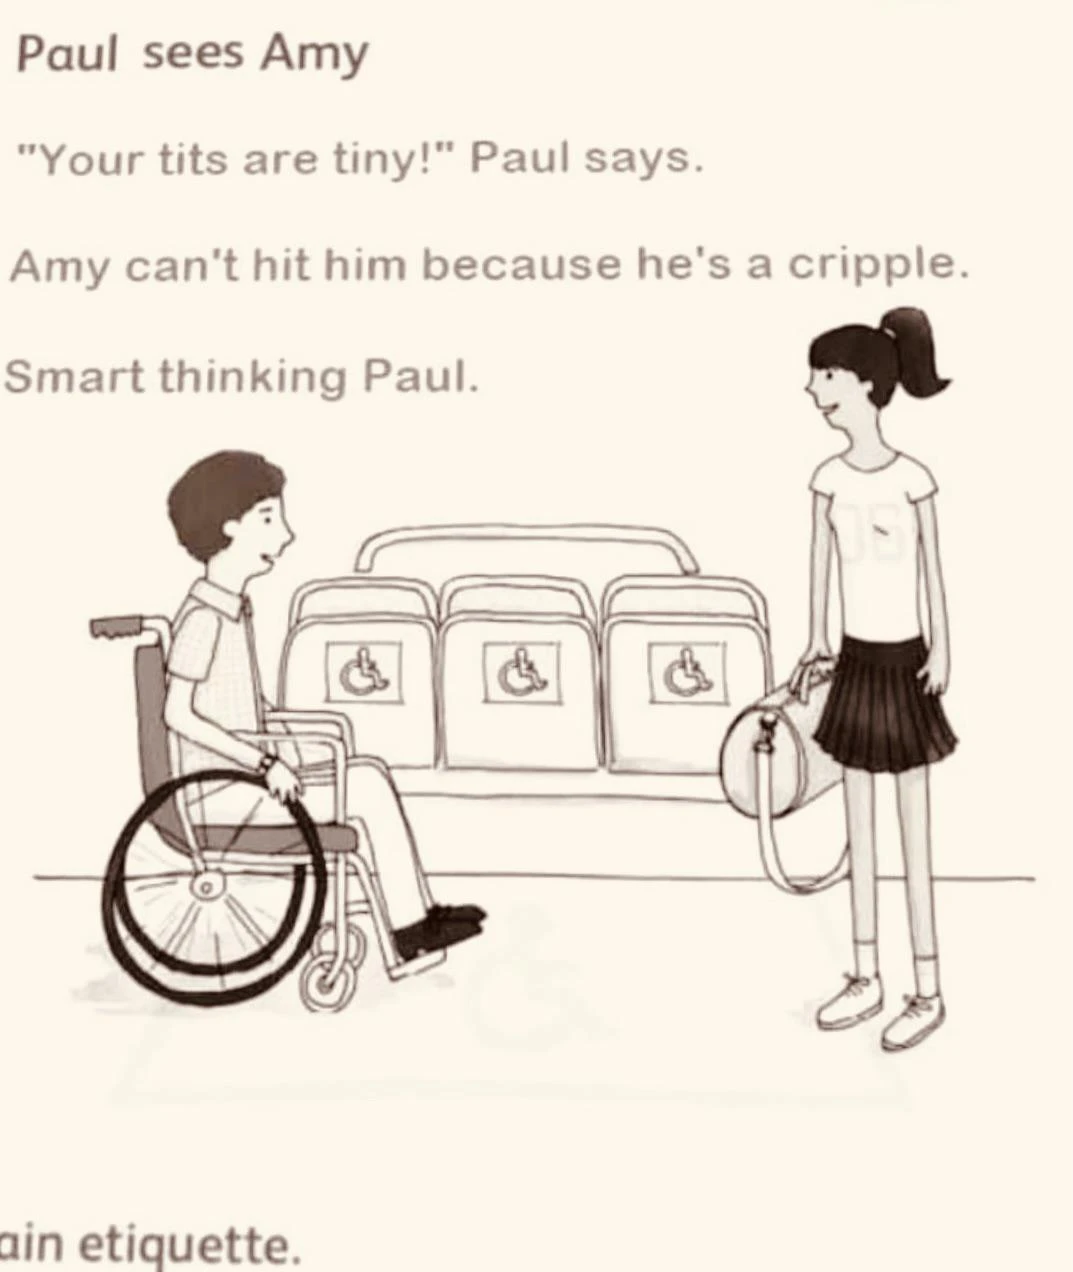 Paul sees Amy
"Your tits are tiny!" Paul says.
Amy can't hit him because he's a cripple.
Smart thinking Paul.
06
ain etiquette.